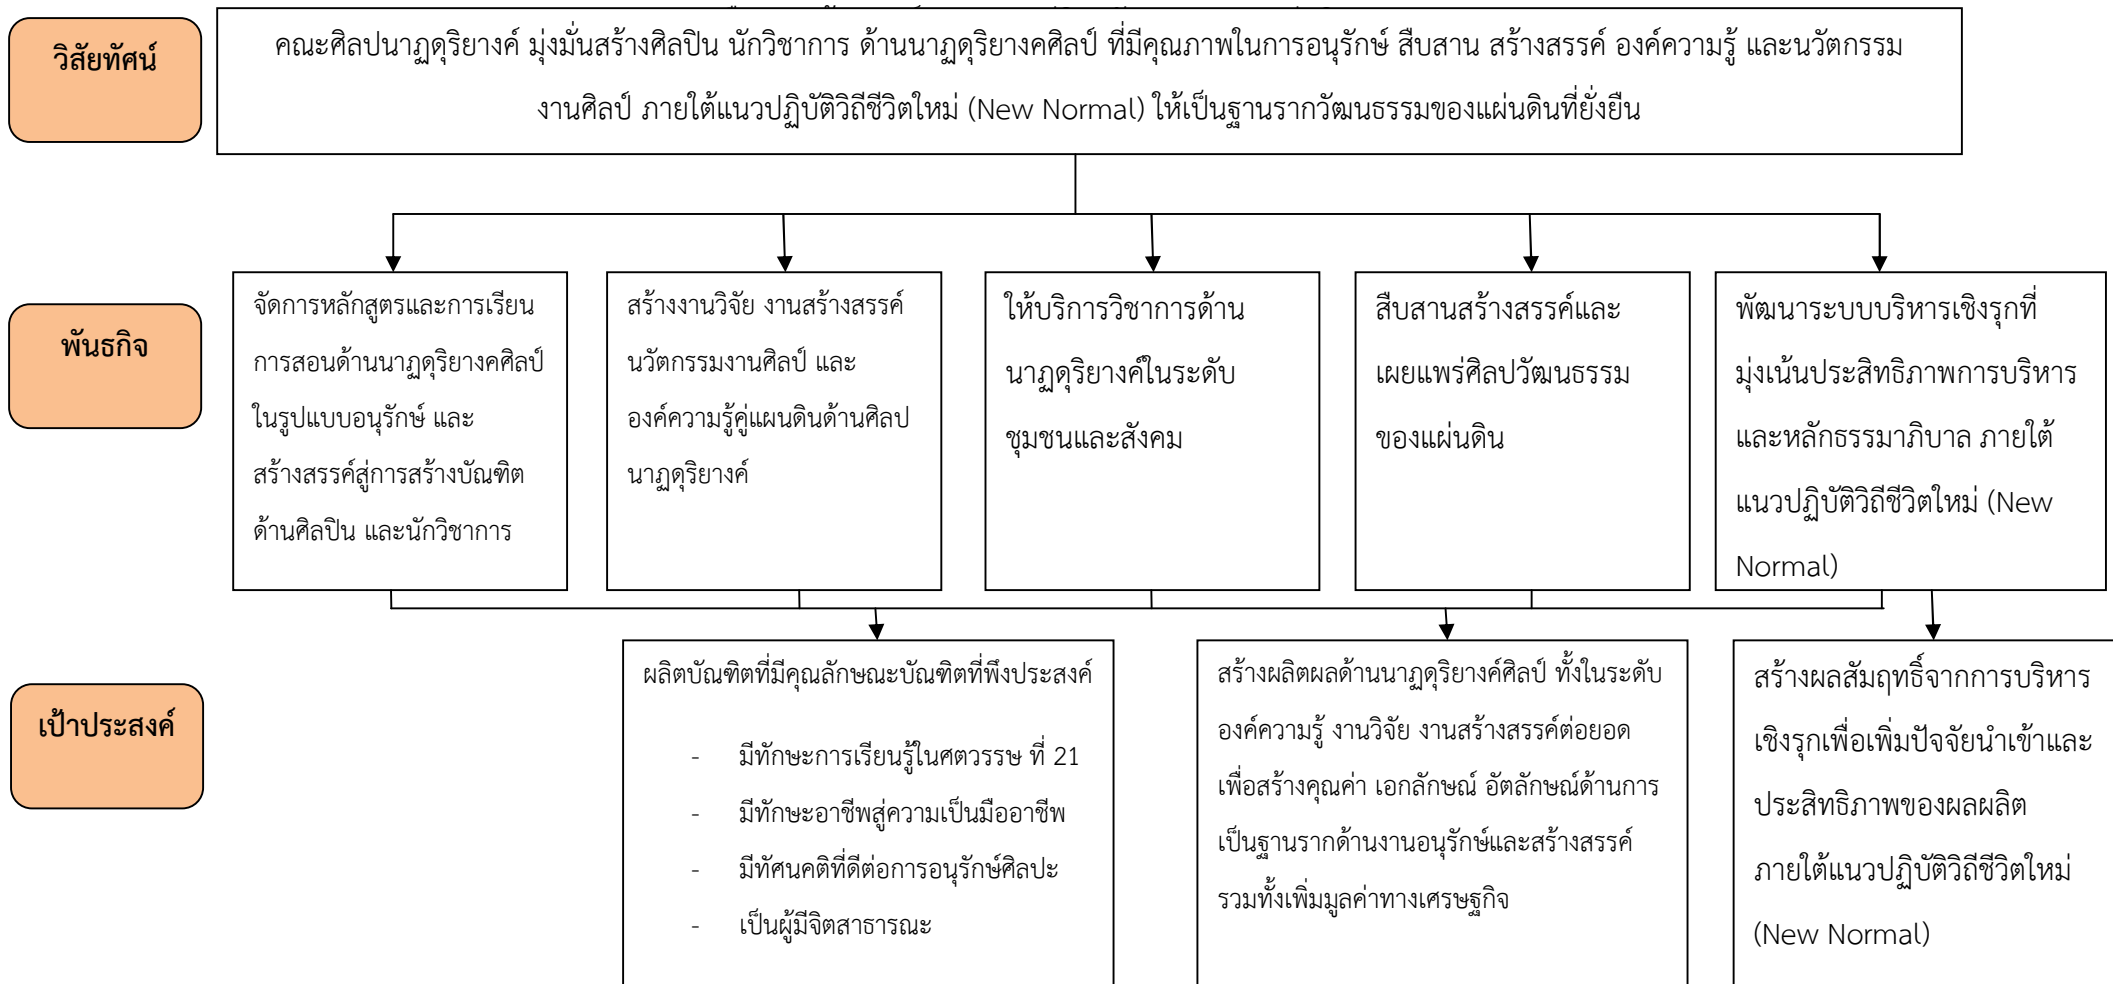 วิสัยทัศน์
คณะศิลปนาฏดุริยางค์ มุ่งมั่นสร้างศิลปิน นักวิชาการ ด้านนาฏดุริยางคศิลป์ ที่มีคุณภาพในการอนุรักษ์ สืบสาน สร้างสรรค์ องค์ความรู้ และนวัตกรรม
งานศิลป์ ภายใต้แนวปฏิบัติวิถีชีวิตใหม่ (New Normal) ให้เป็นฐานรากวัฒนธรรมของแผ่นดินที่ยั่งยืน
พันธกิจ
จัดการหลักสูตรและการเรียน
การสอนด้านนาฏดุริยางคศิลป์
ในรูปแบบอนุรักษ์ และ
สร้างสรรค์สู่การสร้างบัณฑิต
ด้านศิลปิน และนักวิชาการ
สร้างงานวิจัย งานสร้างสรรค์
นวัตกรรมงานศิลป์ และ
องค์ความรู้คู่แผนดินด้านศิลป
นาฏดุริยางค์
ให้บริการวิชาการด้าน
นาฏดุริยางค์ในระดับ
ชุมชนและสังคม
สืบสานสร้างสรรค์และ
เผยแพร่ศิลปวัฒนธรรม
ของแผ่นดิน
พัฒนาระบบบริหารเชิงรุกที่
มุ่งเน้นประสิทธิภาพการบริหาร
และหลักธรรมาภิบาล ภายใต้
แนวปฏิบัติวิถีชีวิตใหม่ (New
Normal)
เป้าประสงค์
ผลิตบัณฑิตที่มีคุณลักษณะบัณฑิตที่พึงประสงค์
- มีทักษะการเรียนรู้ในศตวรรษ ที่ 21
- มีทักษะอาชีพสู่ความเป็นมืออาชีพ
- มีทัศนคติที่ดีต่อการอนุรักษ์ศิลปะ
- เป็นผู้มีจิตสาธารณะ
สร้างผลิตผลด้านนาฏดุริยางค์ศิลป์ ทั้งในระดับ
องค์ความรู้ งานวิจัย งานสร้างสรรค์ต่อยอด
เพื่อสร้างคุณค่า เอกลักษณ์ อัตลักษณ์ด้านการ
เป็นฐานรากด้านงานอนุรักษ์และสร้างสรรค์
รวมทั้งเพิ่มมูลค่าทางเศรษฐกิจ
สร้างผลสัมฤทธิ์จากการบริหาร
เชิงรุกเพื่อเพิ่มปัจจัยนำเข้าและ
ประสิทธิภาพของผลผลิต
ภายใต้แนวปฏิบัติวิถีชีวิตใหม่
(New Normal)